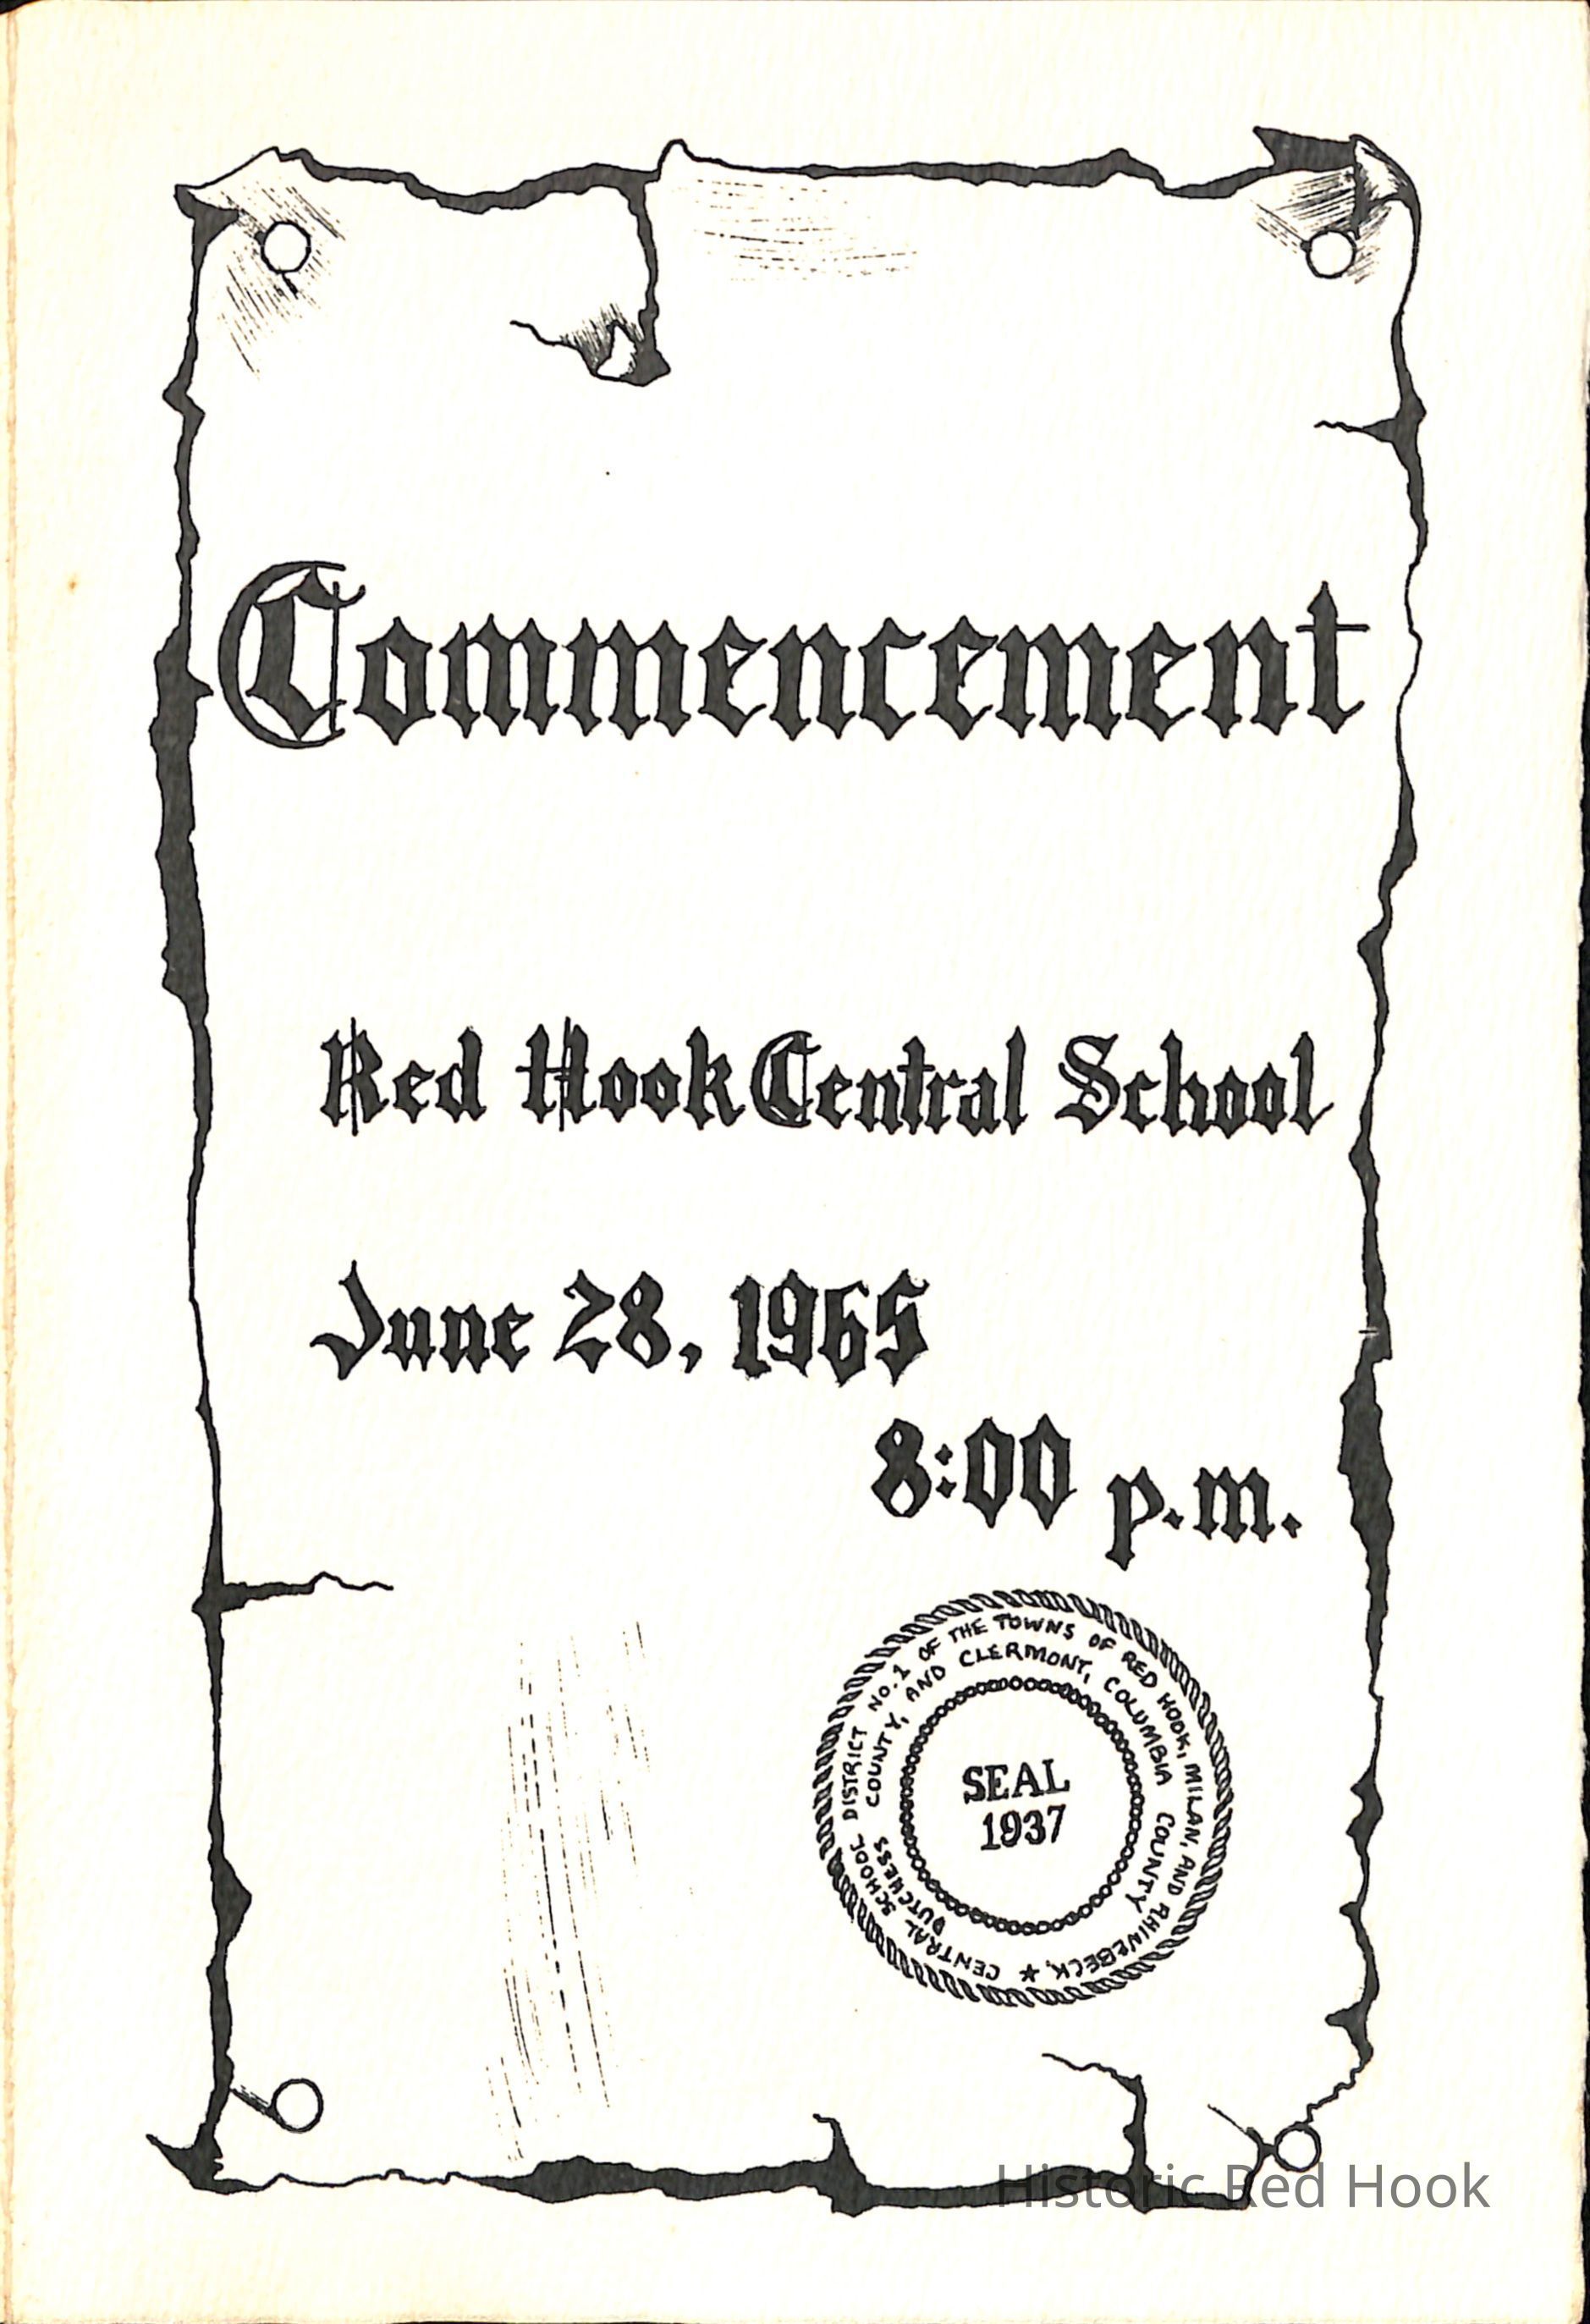 Commencement
Red Hook Central School
June 28, 1965
8:00 p.m.
CENTRAL SCHOOL DISTRICT NO.1 OF THE TOWNS OF RED HOOK, MILAN, AND RHINEBECK, *
DUTCHESS COUNTY, AND CLERMONT, COLUMBIA COUNTY
SEAL
1937
Historic Red Hook